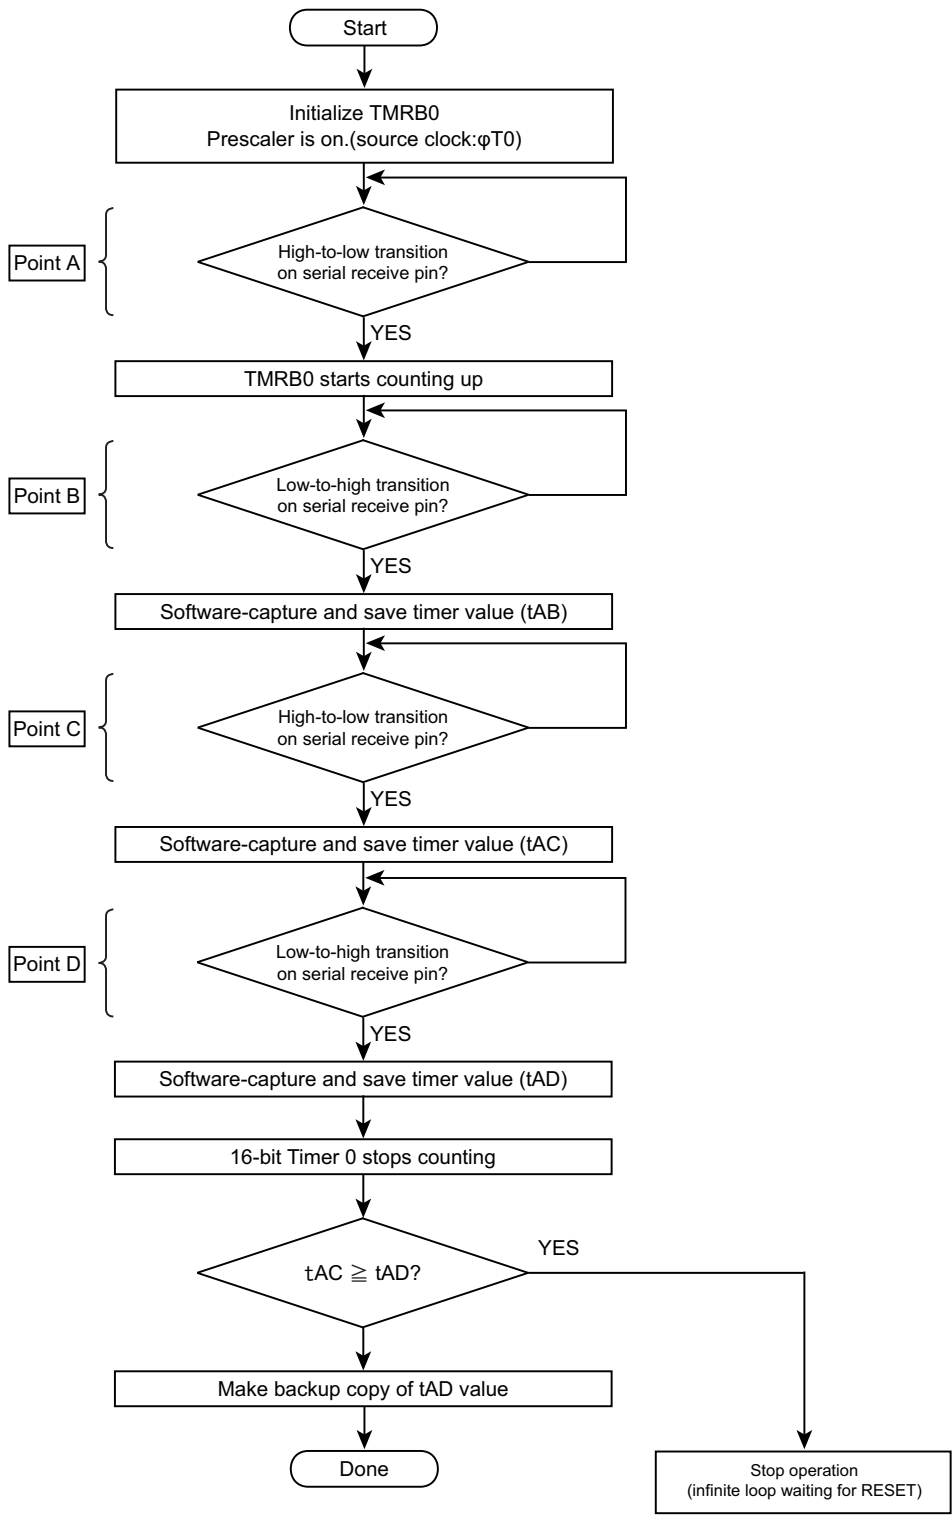 Start
Initialize TMRB0
Prescaler is on.(source clock:φT0)
Point A
High-to-low transition
on serial receive pin?
YES
TMRB0 starts counting up
Point B
Low-to-high transition
on serial receive pin?
YES
Software-capture and save timer value (tAB)
Point C
High-to-low transition
on serial receive pin?
YES
Software-capture and save timer value (tAC)
Point D
Low-to-high transition
on serial receive pin?
YES
Software-capture and save timer value (tAD)
16-bit Timer 0 stops counting
YES
tAC ≧ tAD?
Make backup copy of tAD value
Done
Stop operation
(infinite loop waiting for RESET)